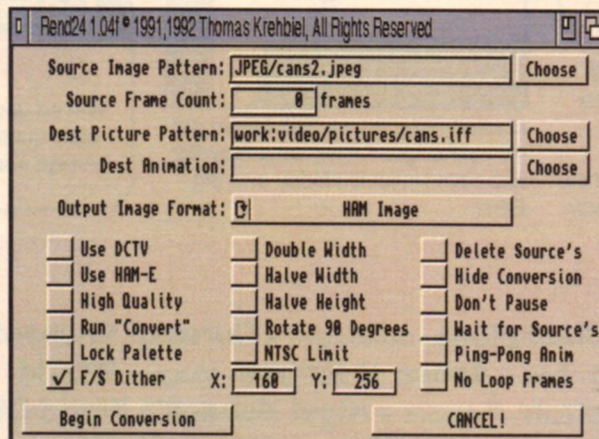 Rend24 1.04f © 1991,1992 Thomas Krehbiel, All Rights Reserved
Source Image Pattern: JPEG/cans2.jpeg Choose
Source Frame Count: 0 frames
Dest Picture Pattern: work:video/pictures/cans.iff Choose
Dest Animation: Choose
Output Image Format: HAM Image
Use DCTV Double Width Delete Source's
Use HAM-E Halve Width Hide Conversion
High Quality Halve Height Don't Pause
Run "Convert" Rotate 90 Degrees Wait for Source's
Lock Palette NTSC Limit Ping-Pong Anim
F/S Dither X: 160 Y: 256 No Loop Frames
Begin Conversion CANCEL!